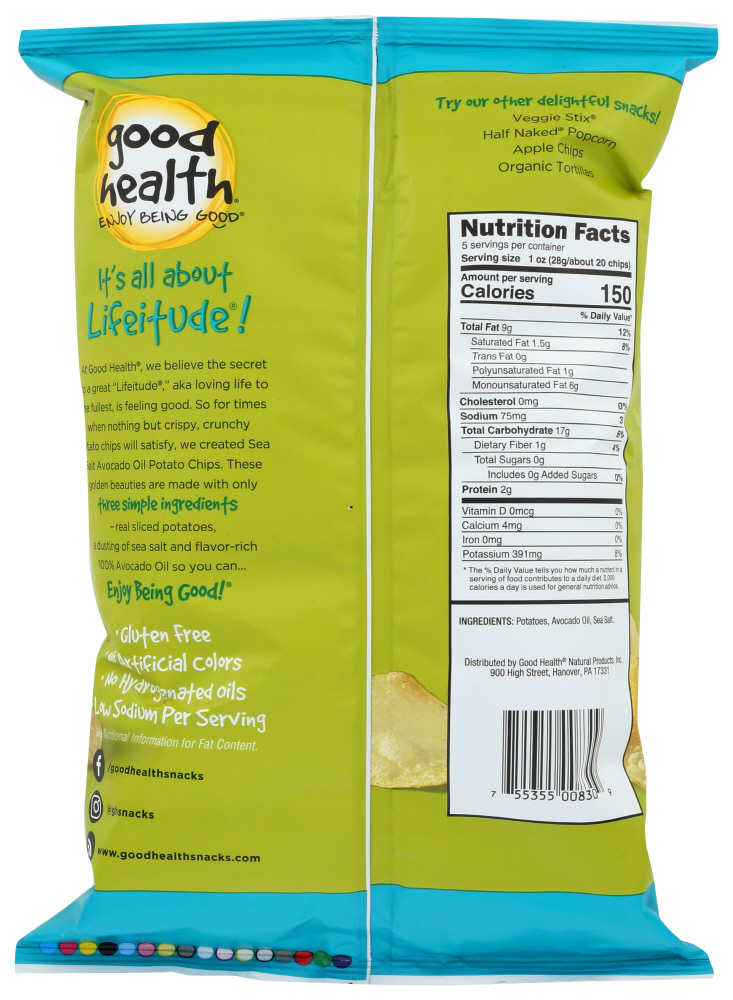 good
health®
ENJOY BEING GOOD®
It's all about
Lifeitude®!
At Good Health®, we believe the secret
to a great "Lifeitude®," aka loving life to
the fullest, is feeling good. So for times
when nothing but crispy, crunchy
potato chips will satisfy, we created Sea
Salt Avocado Oil Potato Chips. These
golden beauties are made with only
three simple ingredients
- real sliced potatoes,
a dusting of sea salt and flavor-rich
100% Avocado Oil so you can...
Enjoy Being Good!®
• Gluten Free
• Artificial Colors
• No Hydrogenated oils
Low Sodium Per Serving
See Nutritional Information for Fat Content.
/goodhealthsnacks
@ghsnacks
www.goodhealthsnacks.com
Try our other delightful snacks!
Veggie Stix®
Half Naked® Popcorn
Apple Chips
Organic Tortillas
Nutrition Facts
5 servings per container
Serving size 1 oz (28g/about 20 chips)
Amount per serving
Calories 150
% Daily Value*
Total Fat 9g 12%
Saturated Fat 1.5g 8%
Trans Fat 0g
Polyunsaturated Fat 1g
Monounsaturated Fat 6g
Cholesterol 0mg 0%
Sodium 75mg 3
Total Carbohydrate 17g 6%
Dietary Fiber 1g 4%
Total Sugars 0g
Includes 0g Added Sugars 0%
Protein 2g
Vitamin D 0mcg 0%
Calcium 4mg 0%
Iron 0mg 0%
Potassium 391mg 8%
* The % Daily Value tells you how much a nutrient in a
serving of food contributes to a daily diet. 2,000
calories a day is used for general nutrition advice.
INGREDIENTS: Potatoes, Avocado Oil, Sea Salt.
Distributed by Good Health® Natural Products, Inc.
900 High Street, Hanover, PA 17331
7 55355 00830 9